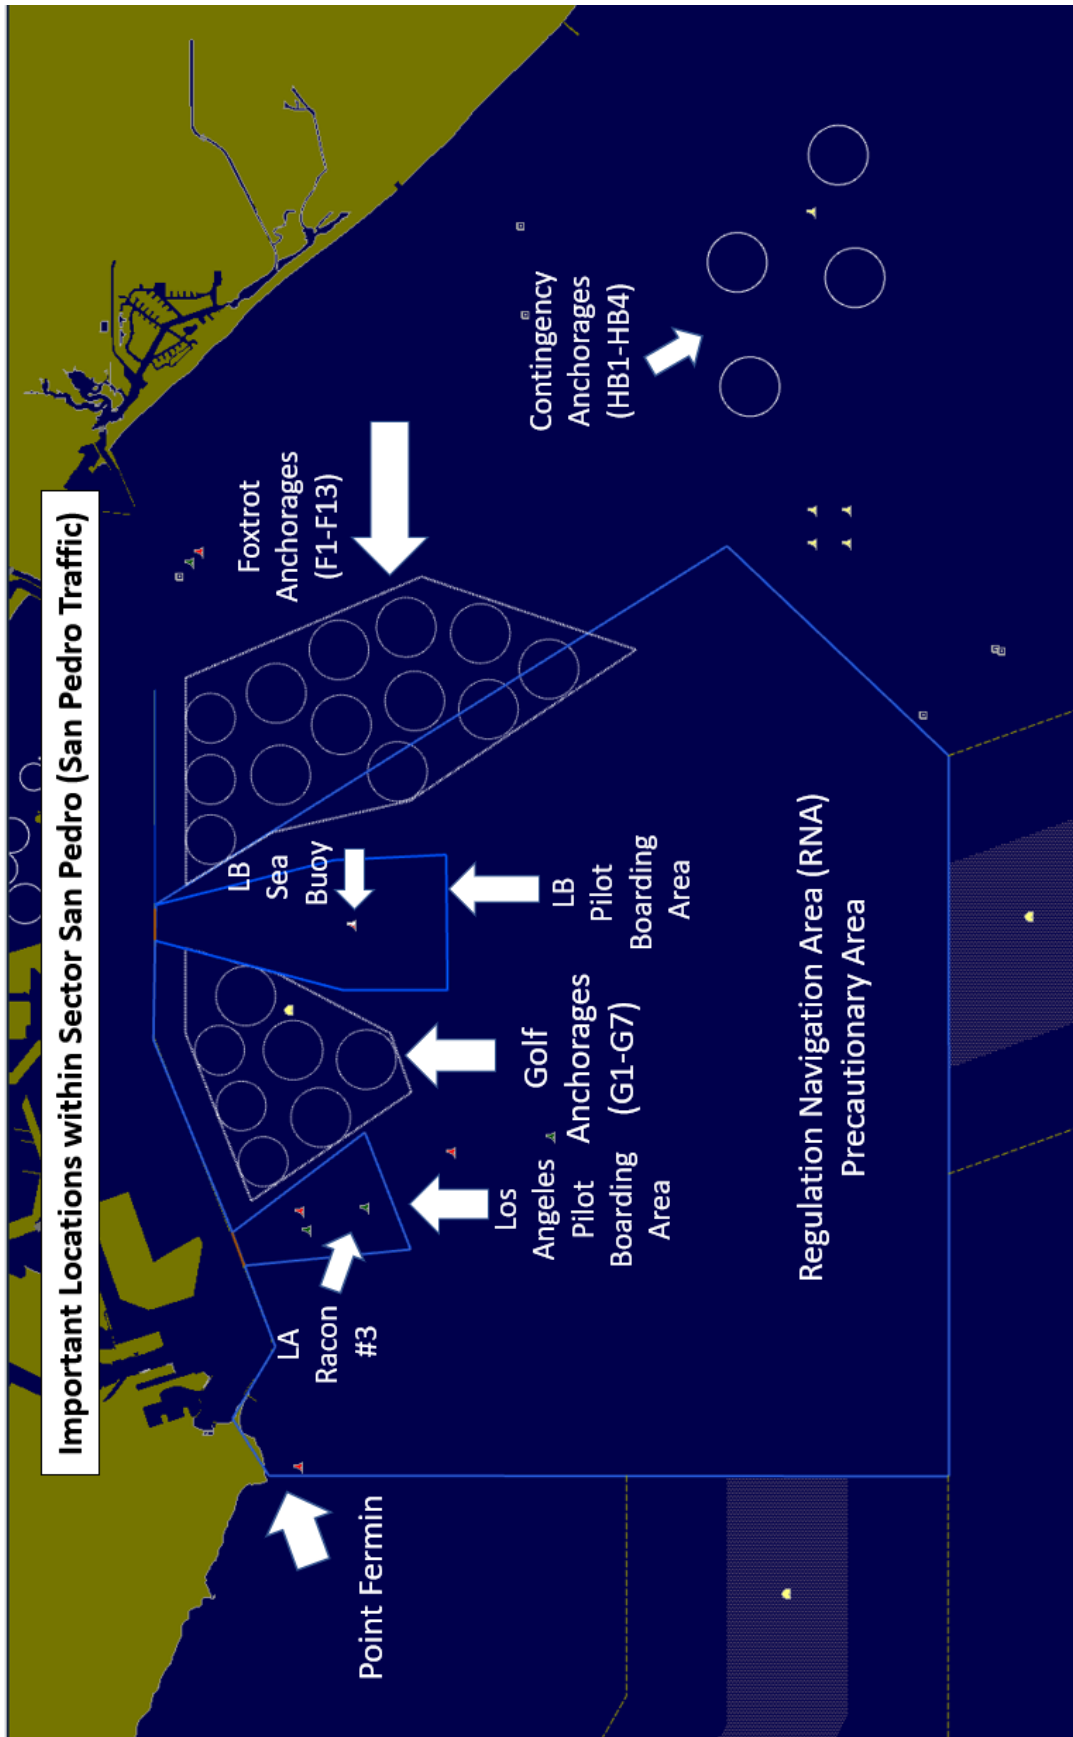 Important Locations within Sector San Pedro (San Pedro Traffic)
Point Fermin
LA
Racon
#3
Los
Angeles
Pilot
Boarding
Area
Golf
Anchorages
(G1-G7)
LB
Sea
Buoy
LB
Pilot
Boarding
Area
Foxtrot
Anchorages
(F1-F13)
Contingency
Anchorages
(HB1-HB4)
Regulation Navigation Area (RNA)
Precautionary Area